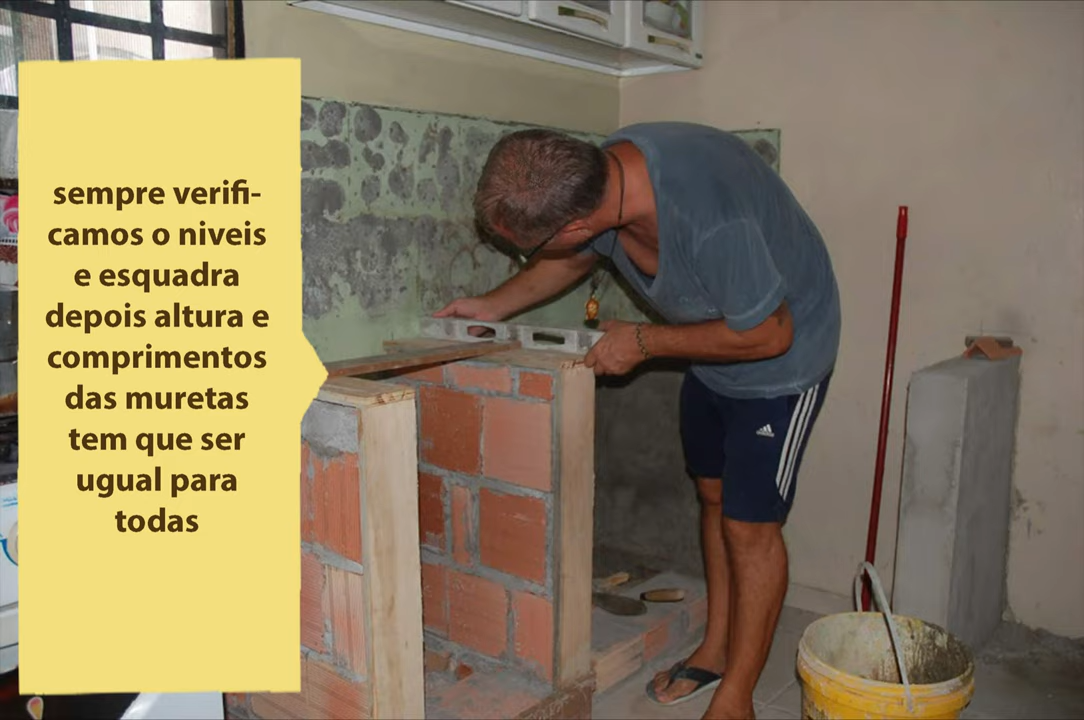 sempre verifi-
camos o niveis
e esquadra
depois altura e
comprimentos
das muretas
tem que ser
ugual para
todas